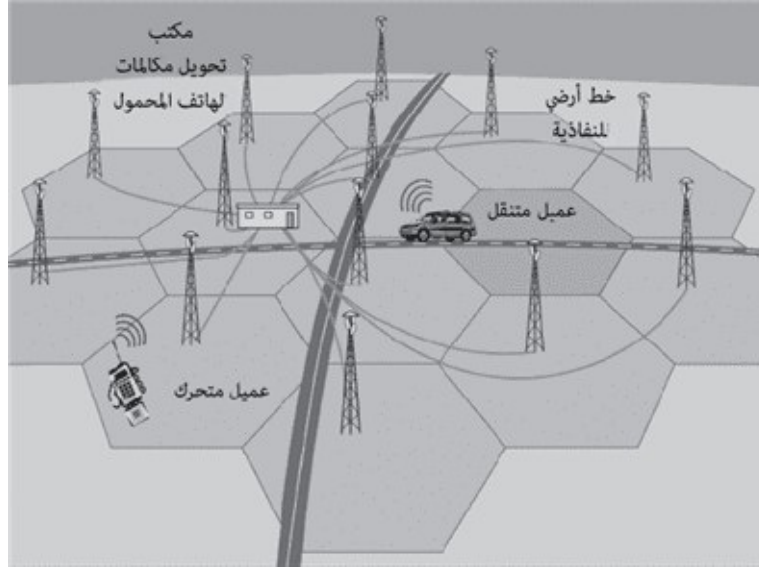 مكتب
تحويل مكالمات
لهاتف المحمول
خط أرضي
للنفاذية
عميل متنقل
عميل متحرك